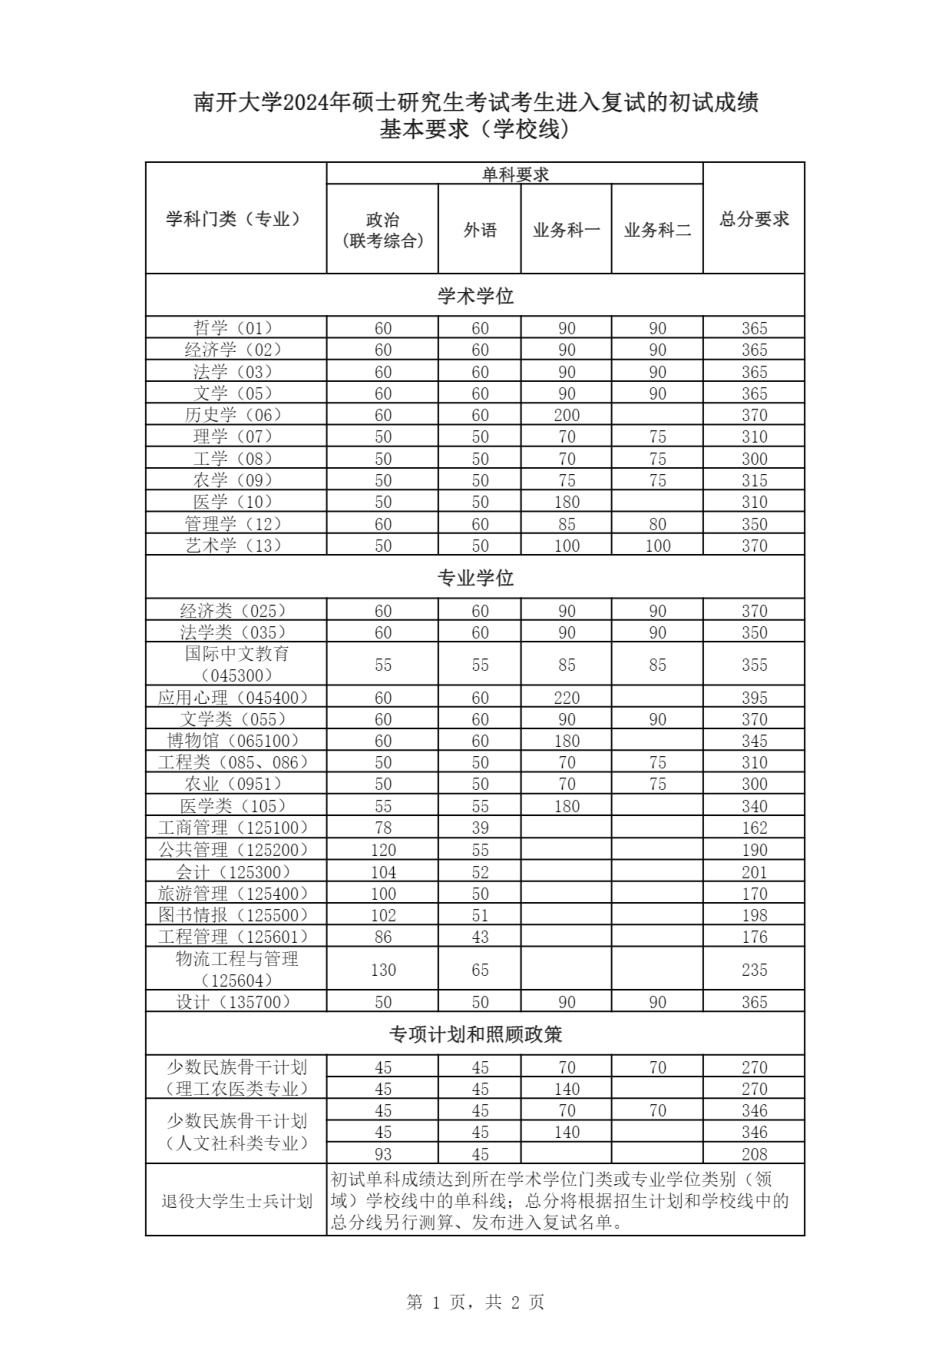 南开大学2024年硕士研究生考试考生进入复试的初试成绩
基本要求（学校线)
学科门类（专业） 单科要求 总分要求
政治
(联考综合) 外语 业务科一 业务科二
学术学位
哲学（01） 60 60 90 90 365
经济学（02） 60 60 90 90 365
法学（03） 60 60 90 90 365
文学（05） 60 60 90 90 365
历史学（06） 60 60 200 370
理学（07） 50 50 70 75 310
工学（08） 50 50 70 75 300
农学（09） 50 50 75 75 315
医学（10） 50 50 180 310
管理学（12） 60 60 85 80 350
艺术学（13） 50 50 100 100 370
专业学位
经济类（025） 60 60 90 90 370
法学类（035） 60 60 90 90 350
国际中文教育
（045300） 55 55 85 85 355
应用心理（045400） 60 60 220 395
文学类（055） 60 60 90 90 370
博物馆（065100） 60 60 180 345
工程类（085、086） 50 50 70 75 310
农业（0951） 50 50 70 75 300
医学类（105） 55 55 180 340
工商管理（125100） 78 39 162
公共管理（125200） 120 55 190
会计（125300） 104 52 201
旅游管理（125400） 100 50 170
图书情报（125500） 102 51 198
工程管理（125601） 86 43 176
物流工程与管理
（125604） 130 65 235
设计（135700） 50 50 90 90 365
专项计划和照顾政策
少数民族骨干计划 45 45 70 70 270
（理工农医类专业） 45 45 140 270
少数民族骨干计划
（人文社科类专业） 45 45 70 70 346
45 45 140 346
93 45 208
退役大学生士兵计划 初试单科成绩达到所在学术学位门类或专业学位类别（领
域）学校线中的单科线；总分将根据招生计划和学校线中的
总分线另行测算、发布进入复试名单。
第 1 页，共 2 页